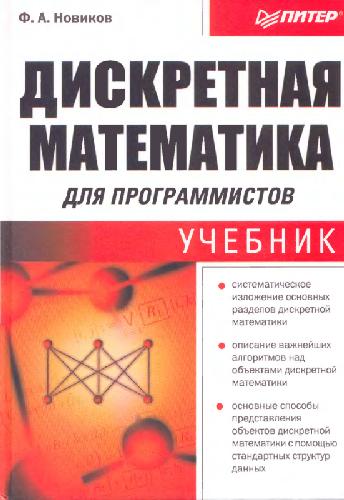 Ф. А. Новиков
ПИТЕР®
ДИСКРЕТНАЯ
МАТЕМАТИКА
ДЛЯ ПРОГРАММИСТОВ
УЧЕБНИК
систематическое
изложение основных
разделов дискретной
математики
описание важнейших
алгоритмов над
объектами дискретной
математики
основные способы
представления
объектов дискретной
математики с помощью
стандартных структур
данных